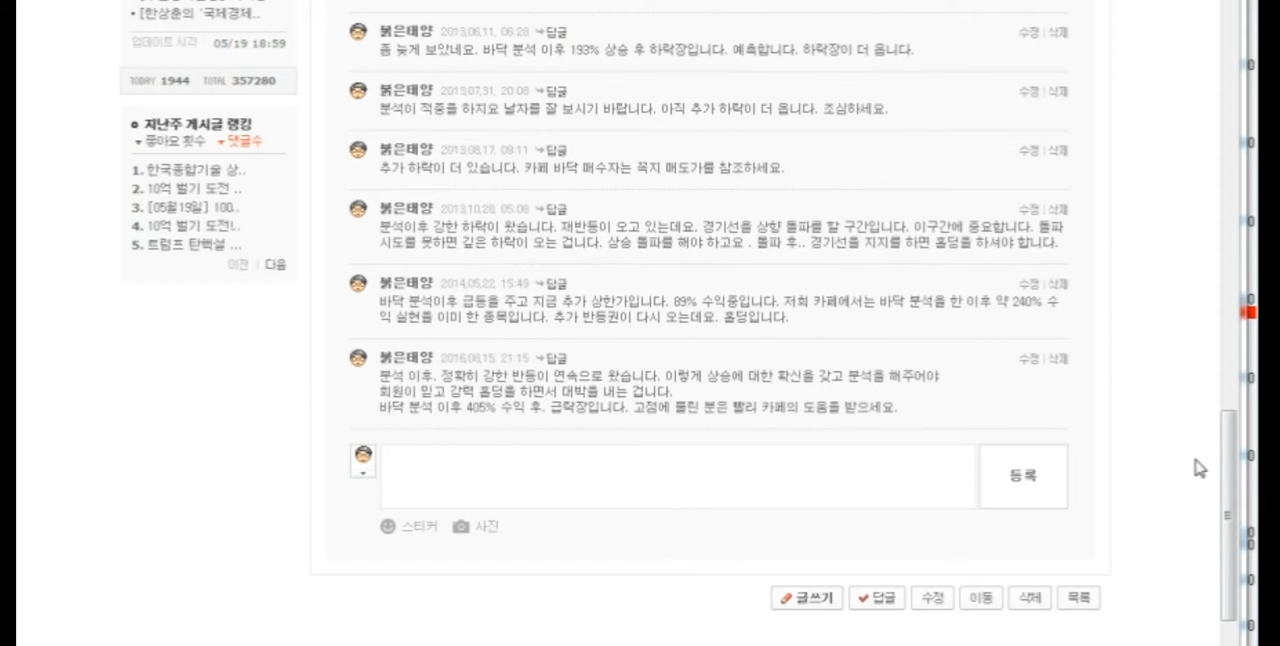 • [한상춘의 '국제경제..
업데이트 시각 05/19 18:59
TODAY 1944 TOTAL 357280
지난주 게시글 랭킹
좋아요 횟수 댓글수
1. 한국종합기술 상..
2. 10억 벌기 도전 ..
3. [05월19일] 100..
4. 10억 벌기 도전!..
5. 트럼프 탄핵설 ...
이전 | 다음
붉은태양 2013.06.11, 06:28 답글 수정 | 삭제
좀 늦게 보았네요. 바닥 분석 이후 193% 상승 후 하락장입니다. 예측합니다. 하락장이 더 옵니다.
붉은태양 2013.07.31, 20:08 답글 수정 | 삭제
분석이 적중을 하지요 날자를 잘 보시기 바랍니다. 아직 추가 하락이 더 옵니다. 조심하세요.
붉은태양 2013.08.17, 09:11 답글 수정 | 삭제
추가 하락이 더 있습니다. 카페 바닥 매수자는 꼭지 매도가를 참조하세요.
붉은태양 2013.10.28, 05:08 답글 수정 | 삭제
분석이후 강한 하락이 왔습니다. 재반등이 오고 있는데요. 경기선을 상향 돌파를 할 구간입니다. 이구간에 중요합니다. 돌파
시도를 못하면 깊은 하락이 오는 겁니다. 상승 돌파를 해야 하고요 . 돌파 후.. 경기선을 지지를 하면 홀딩을 하셔야 합니다.
붉은태양 2014.05.22, 15:49 답글 수정 | 삭제
바닥 분석이후 급등을 주고 지금 추가 상한가입니다. 89% 수익중입니다. 저희 카페에서는 바닥 분석을 한 이후 약 240% 수
익 실현을 이미 한 종목입니다. 추가 반등권이 다시 오는데요. 홀딩입니다.
붉은태양 2016.08.15, 21:15 답글 수정 | 삭제
분석 이후. 정확히 강한 반등이 연속으로 왔습니다. 이렇게 상승에 대한 확신을 갖고 분석을 해주어야
회원이 믿고 강력 홀딩을 하면서 대박을 내는 겁니다.
바닥 분석 이후 405% 수익 후. 급락장입니다. 고점에 물린 분은 빨리 카페의 도움을 받으세요.
등록
스티커 사진
글쓰기 답글 수정 이동 삭제 목록